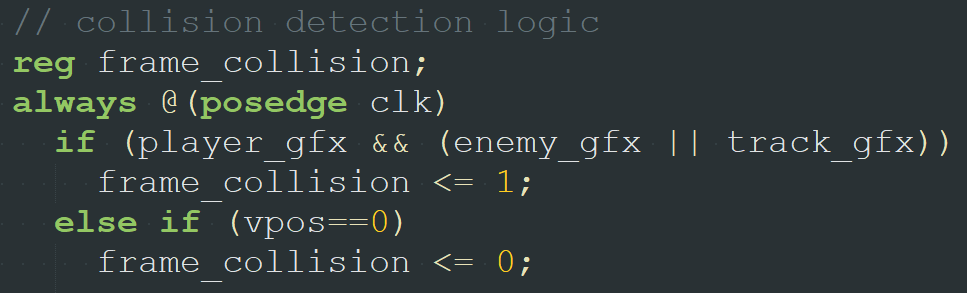 // collision detection logic
reg frame_collision;
always @(posedge clk)
  if (player_gfx && (enemy_gfx || track_gfx))
    frame_collision <= 1;
  else if (vpos==0)
    frame_collision <= 0;